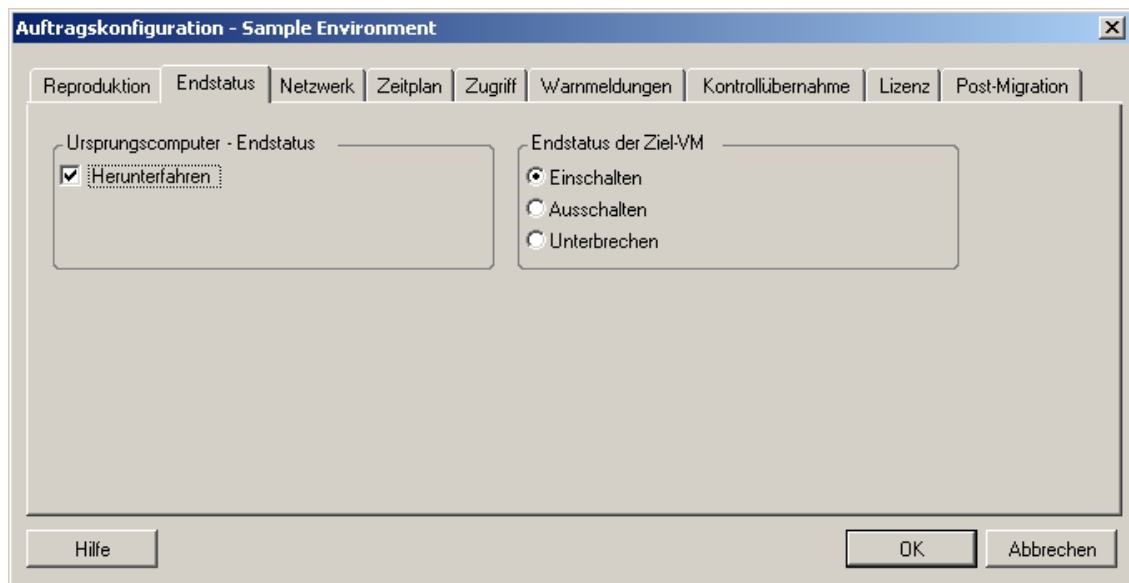 Auftragskonfiguration - Sample Environment
Reproduktion Endstatus Netzwerk Zeitplan Zugriff Warnmeldungen Kontrollübernahme Lizenz Post-Migration
Ursprungscomputer - Endstatus
Herunterfahren
Endstatus der Ziel-VM
Einschalten
Ausschalten
Unterbrechen
Hilfe OK Abbrechen